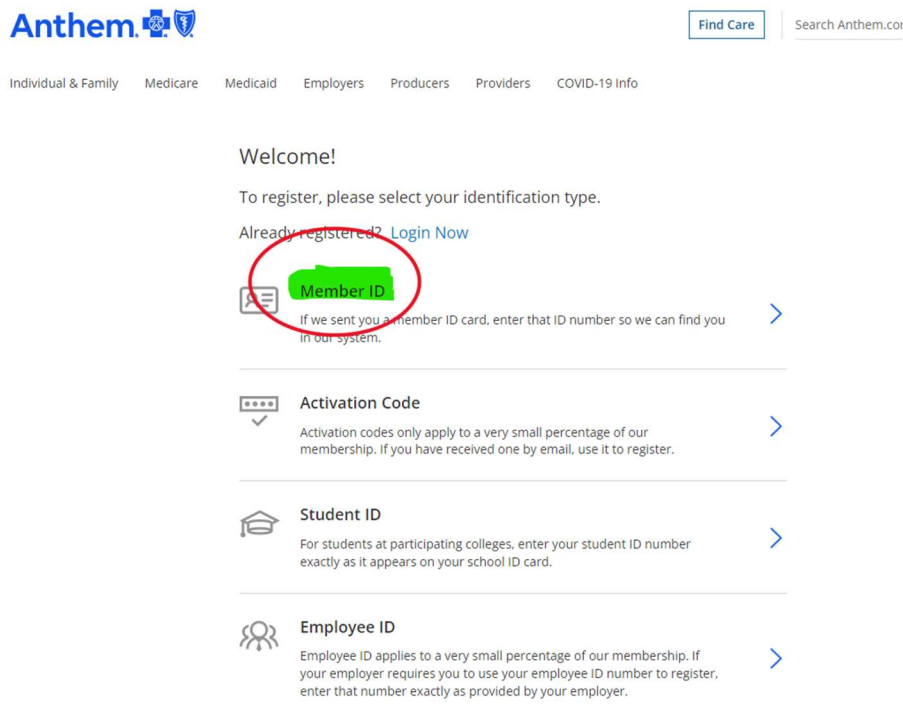 Anthem.
Find Care
Search Anthem.com
Individual & Family Medicare Medicaid Employers Producers Providers COVID-19 Info
Welcome!
To register, please select your identification type.
Already registered? Login Now
Member ID
If we sent you a member ID card, enter that ID number so we can find you
in our system.
Activation Code
Activation codes only apply to a very small percentage of our
membership. If you have received one by email, use it to register.
Student ID
For students at participating colleges, enter your student ID number
exactly as it appears on your school ID card.
Employee ID
Employee ID applies to a very small percentage of our membership. If
your employer requires you to use your employee ID number to register,
enter that number exactly as provided by your employer.